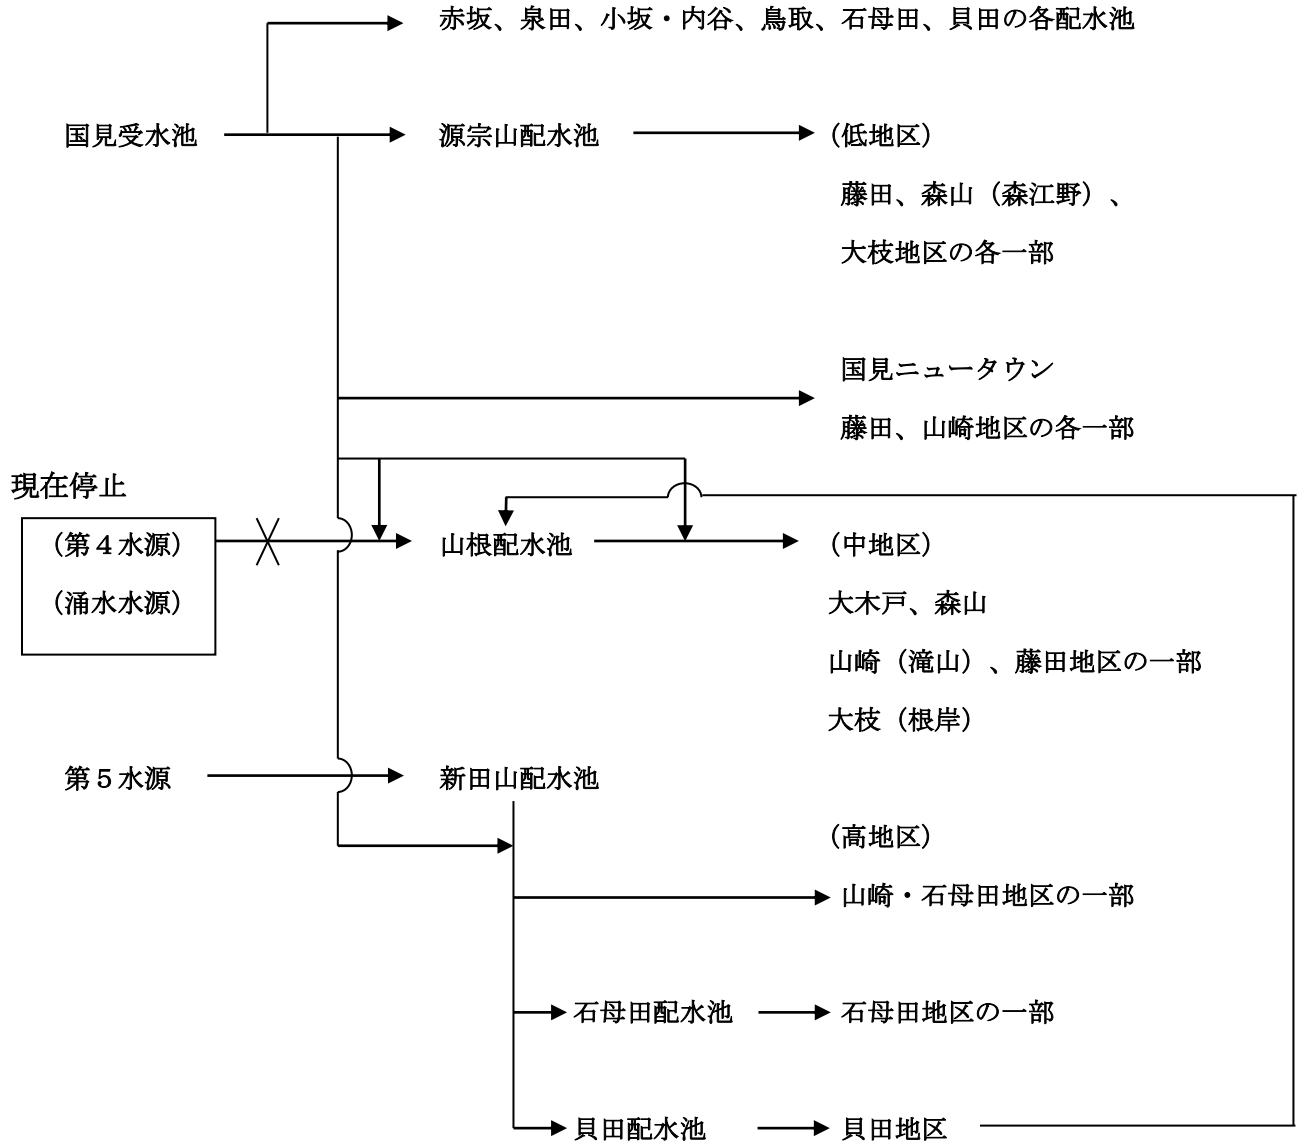 赤坂、泉田、小坂・内谷、鳥取、石母田、貝田の各配水池
国見受水池 源宗山配水池 （低地区）
藤田、森山（森江野）、
大枝地区の各一部
国見ニュータウン
藤田、山崎地区の各一部
現在停止
（第４水源） 山根配水池 （中地区）
（涌水水源） 大木戸、森山
山崎（滝山）、藤田地区の一部
大枝（根岸）
第５水源 新田山配水池
（高地区）
山崎・石母田地区の一部
石母田配水池 石母田地区の一部
貝田配水池 貝田地区